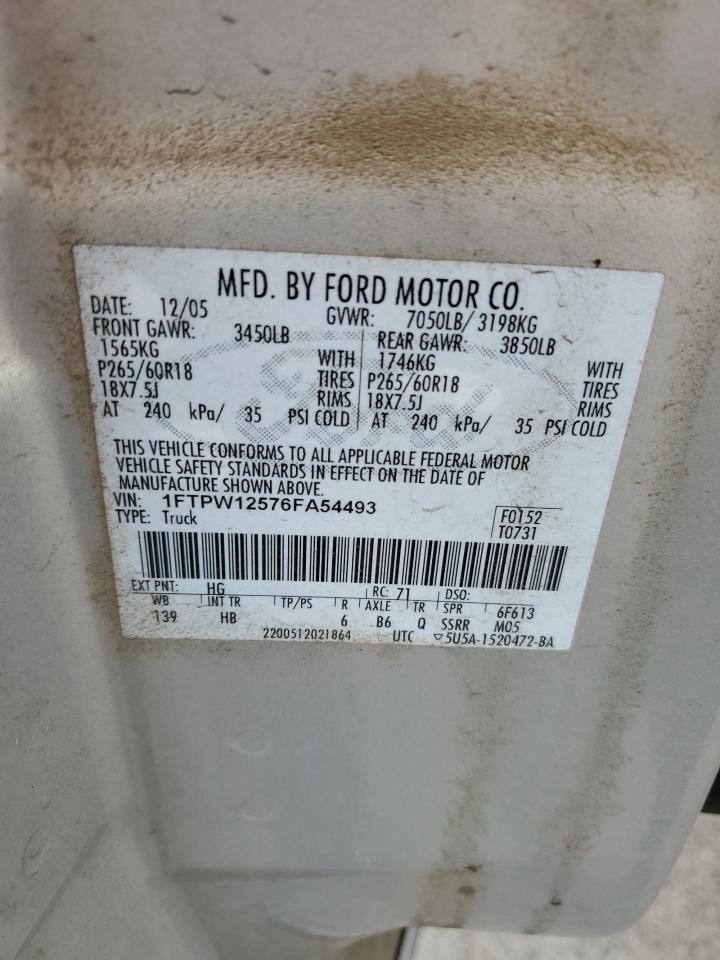 MFD. BY FORD MOTOR CO.
DATE: 12/05 GVWR: 7050LB/ 3198KG
FRONT GAWR: 3450LB REAR GAWR: 3850LB
1565KG WITH 1746KG WITH
P265/60R18 TIRES P265/60R18 TIRES
18X7.5J RIMS 18X7.5J RIMS
AT 240 kPa/ 35 PSI COLD AT 240 kPa/ 35 PSI COLD
THIS VEHICLE CONFORMS TO ALL APPLICABLE FEDERAL MOTOR
VEHICLE SAFETY STANDARDS IN EFFECT ON THE DATE OF
MANUFACTURE SHOWN ABOVE.
VIN: 1FTPW12576FA54493
TYPE: Truck
F0152
T0731
EXT PNT: HG RC: 71 DSO:
WB INT TR TP/PS R AXLE TR SPR 6F613
139 HB 6 B6 Q SSRR M05
2200512021864 UTC ▽5U5A-1520472-BA